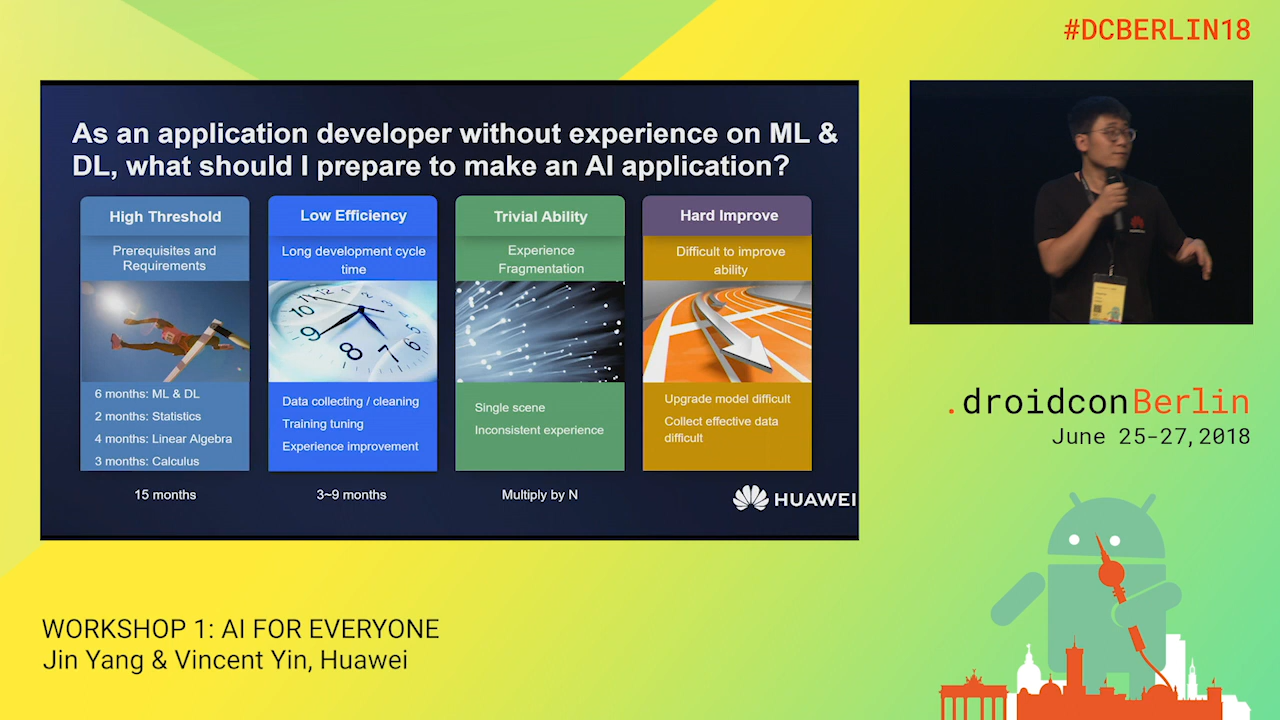 #DCBERLIN18
As an application developer without experience on ML &
DL, what should I prepare to make an AI application?
High Threshold
Prerequisites and
Requirements
6 months: ML & DL
2 months: Statistics
4 months: Linear Algebra
3 months: Calculus
15 months
Low Efficiency
Long development cycle
time
Data collecting / cleaning
Training tuning
Experience improvement
3~9 months
Trivial Ability
Experience
Fragmentation
Single scene
Inconsistent experience
Multiply by N
Hard Improve
Difficult to improve
ability
Upgrade model difficult
Collect effective data
difficult
HUAWEI
.droidconBerlin
June 25-27, 2018
WORKSHOP 1: AI FOR EVERYONE
Jin Yang & Vincent Yin, Huawei